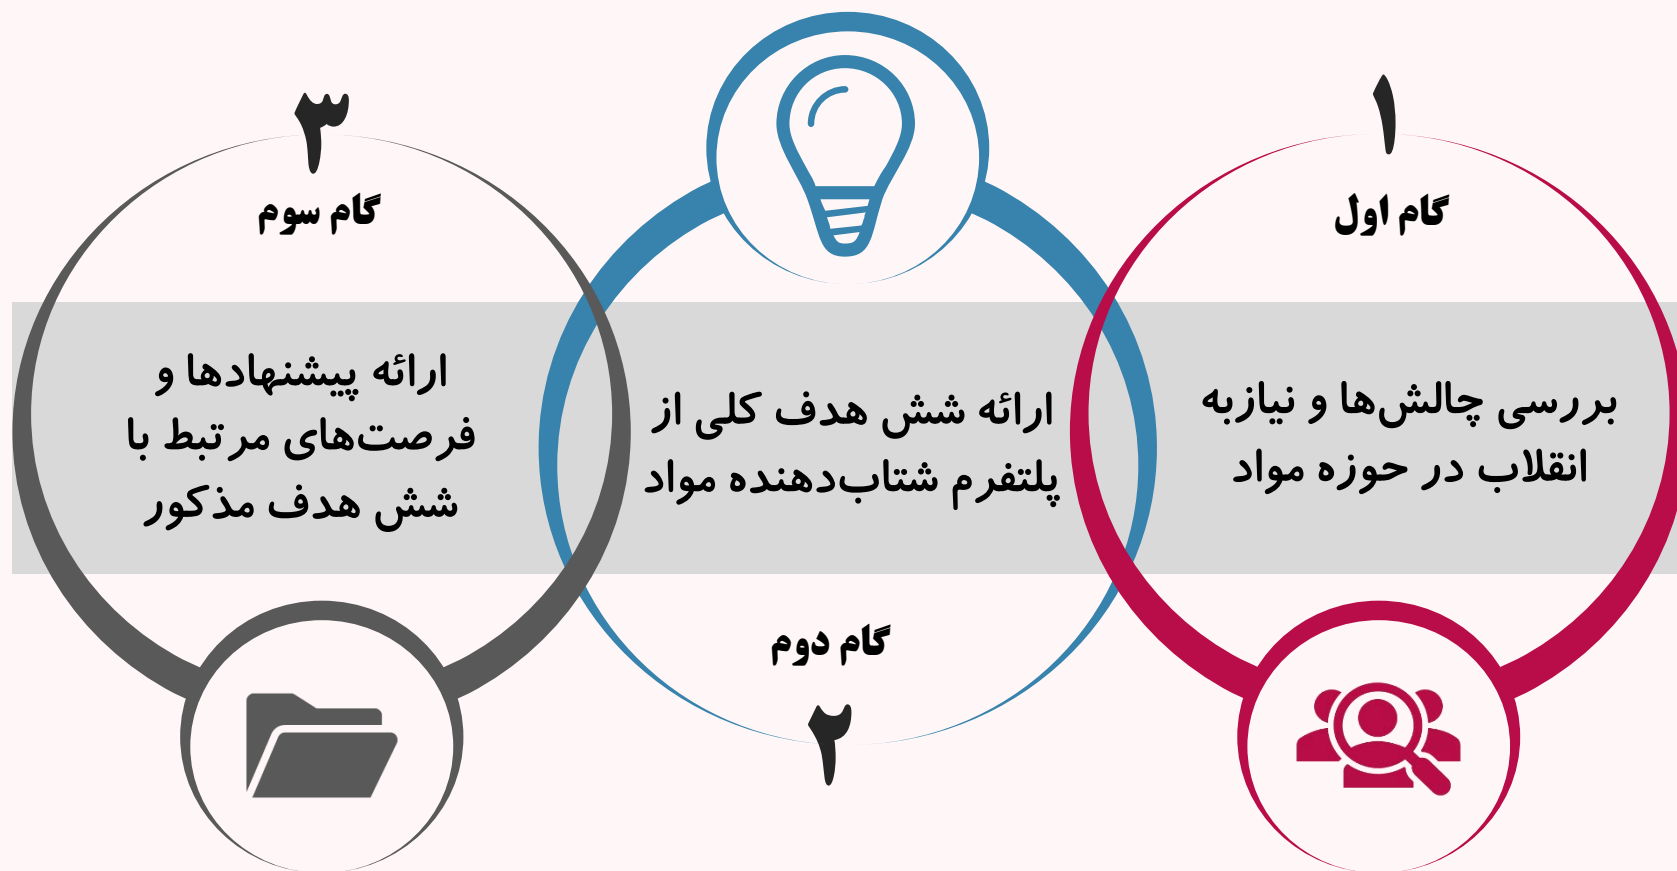 ۱
گام اول
بررسی چالش‌ها و نیازبه
انقلاب در حوزه مواد
ارائه شش هدف کلی از
پلتفرم شتاب‌دهنده مواد
گام دوم
۲
۳
گام سوم
ارائه پیشنهادها و
فرصت‌های مرتبط با
شش هدف مذکور